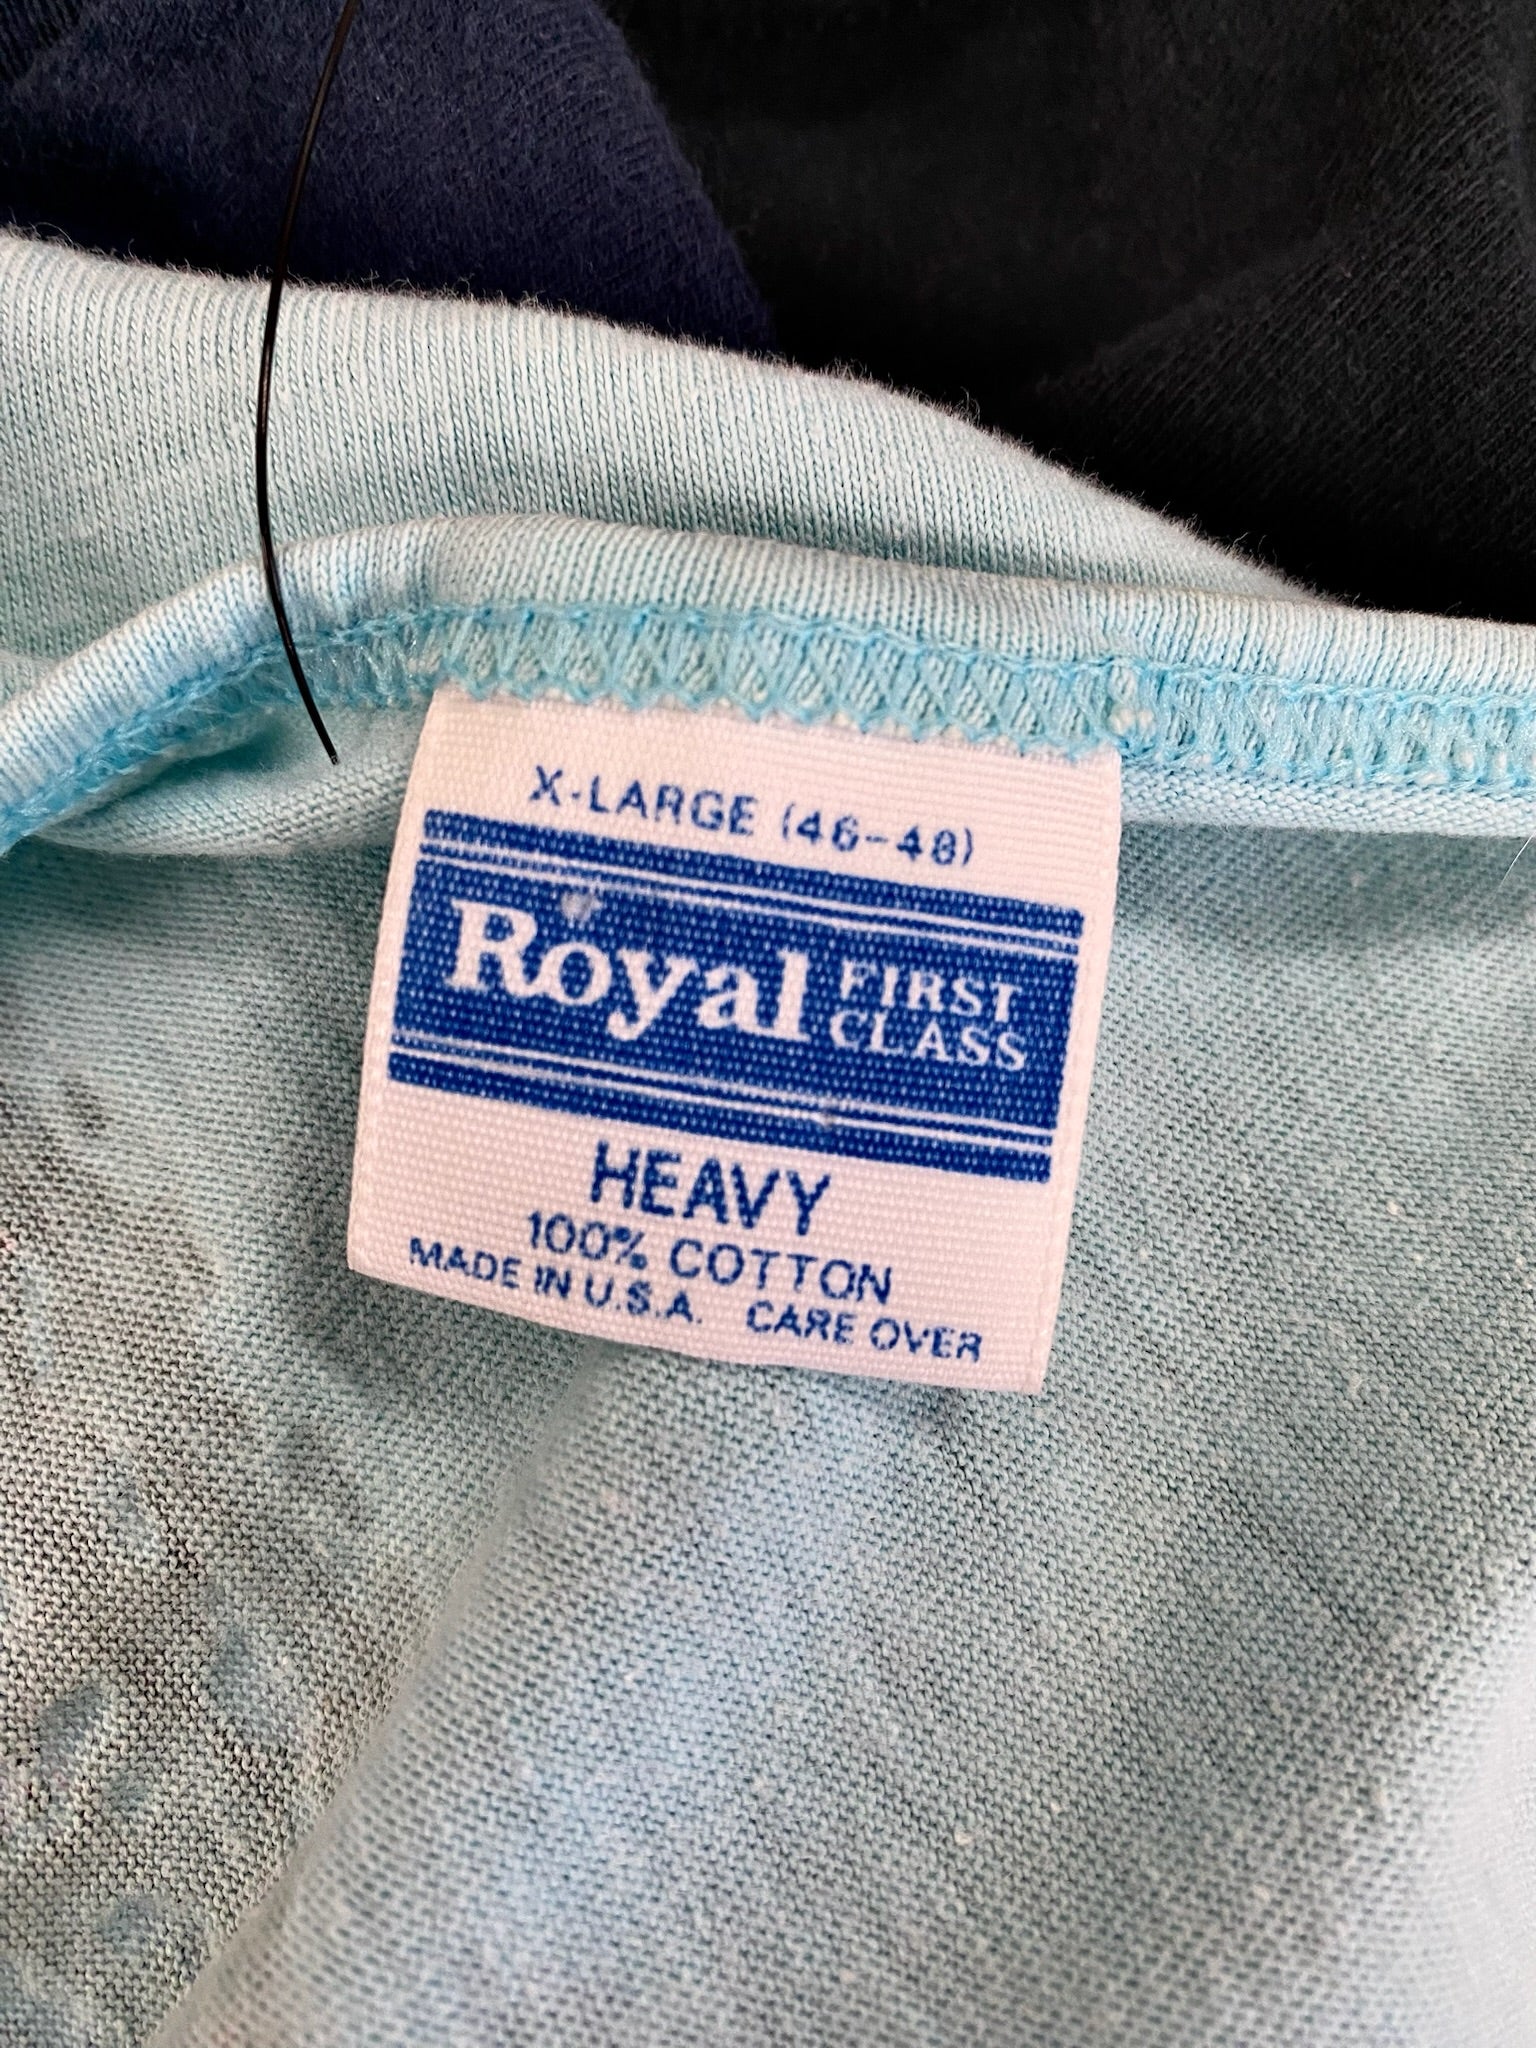 X-LARGE (46-48)
Royal FIRST CLASS
HEAVY
100% COTTON
MADE IN U.S.A. CARE OVER